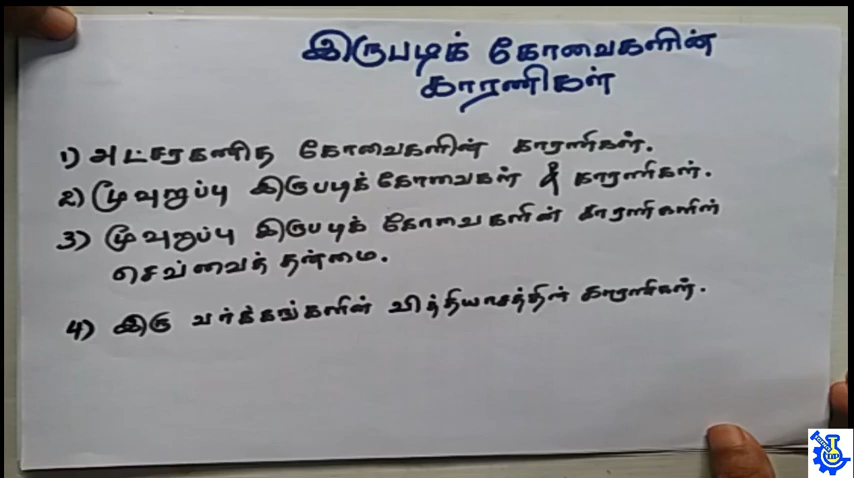 இருபடிக் கோவைகளின்
காரணிகள்
1) அட்சரகணித கோவைகளின் காரணிகள்.
2) மூவுறுப்பு இருபடிக்கோவைகள் & காரணிகள்.
3) மூவுறுப்பு இருபடிக் கோவைகளின் காரணிகளின்
செவ்வைத் தன்மை.
4) இரு வர்க்கங்களின் வித்தியாசத்தின் காரணிகள்.